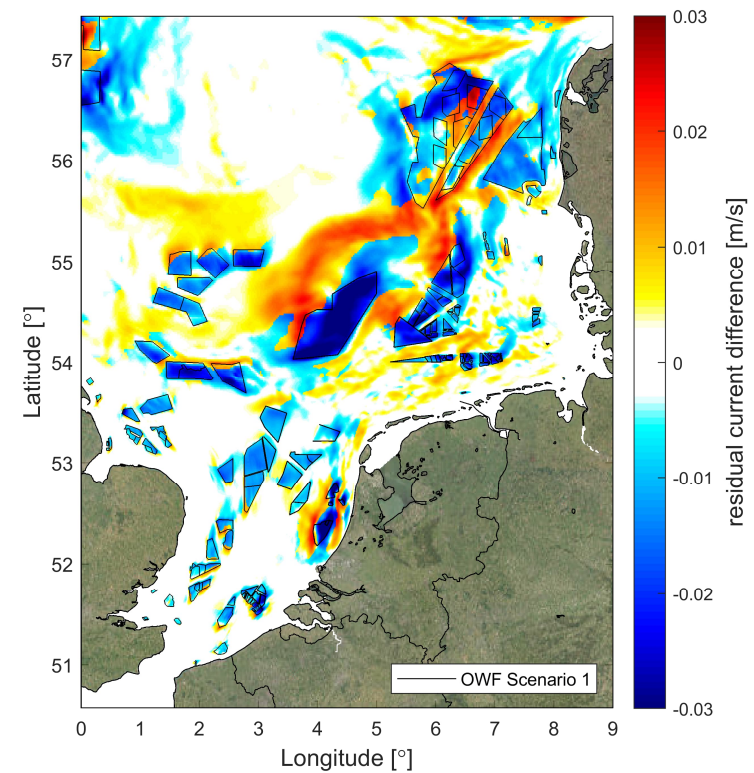 57
56
55
54
53
52
51
Latitude [°]
0 1 2 3 4 5 6 7 8 9
Longitude [°]
OWF Scenario 1
0.03
0.02
0.01
0
-0.01
-0.02
-0.03
residual current difference [m/s]